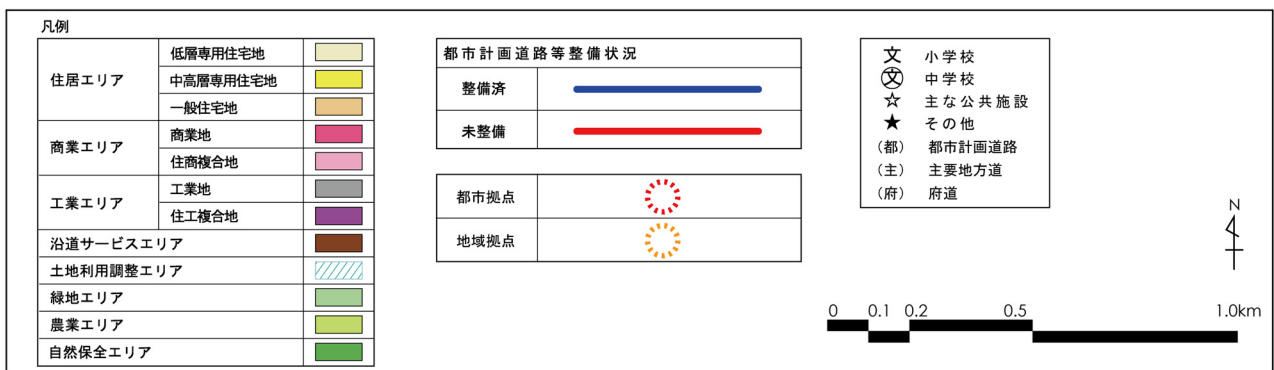 凡例
住居エリア
低層専用住宅地
中高層専用住宅地
一般住宅地
商業エリア
商業地
住商複合地
工業エリア
工業地
住工複合地
沿道サービスエリア
土地利用調整エリア
緑地エリア
農業エリア
自然保全エリア
都市計画道路等整備状況
整備済
未整備
都市拠点
地域拠点
文 小学校
文 中学校
☆ 主な公共施設
★ その他
(都) 都市計画道路
(主) 主要地方道
(府) 府道
N
0 0.1 0.2 0.5 1.0km